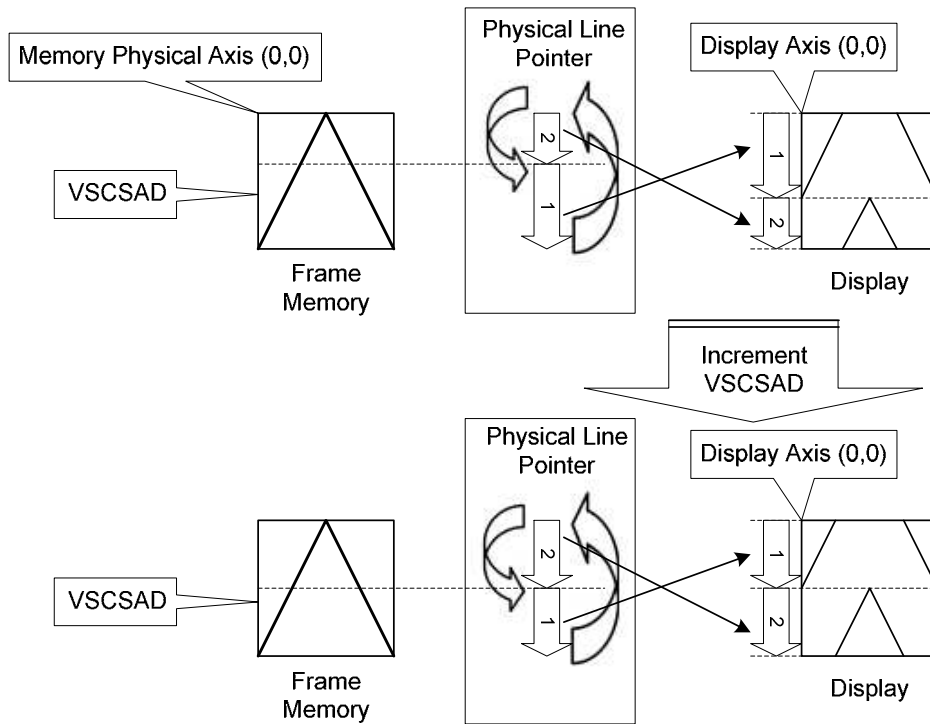 Memory Physical Axis (0,0)
Physical Line
Pointer
Display Axis (0,0)
VSCSAD
2
1
1
2
Frame
Memory
Display
Increment
VSCSAD
Physical Line
Pointer
Display Axis (0,0)
VSCSAD
2
1
1
2
Frame
Memory
Display